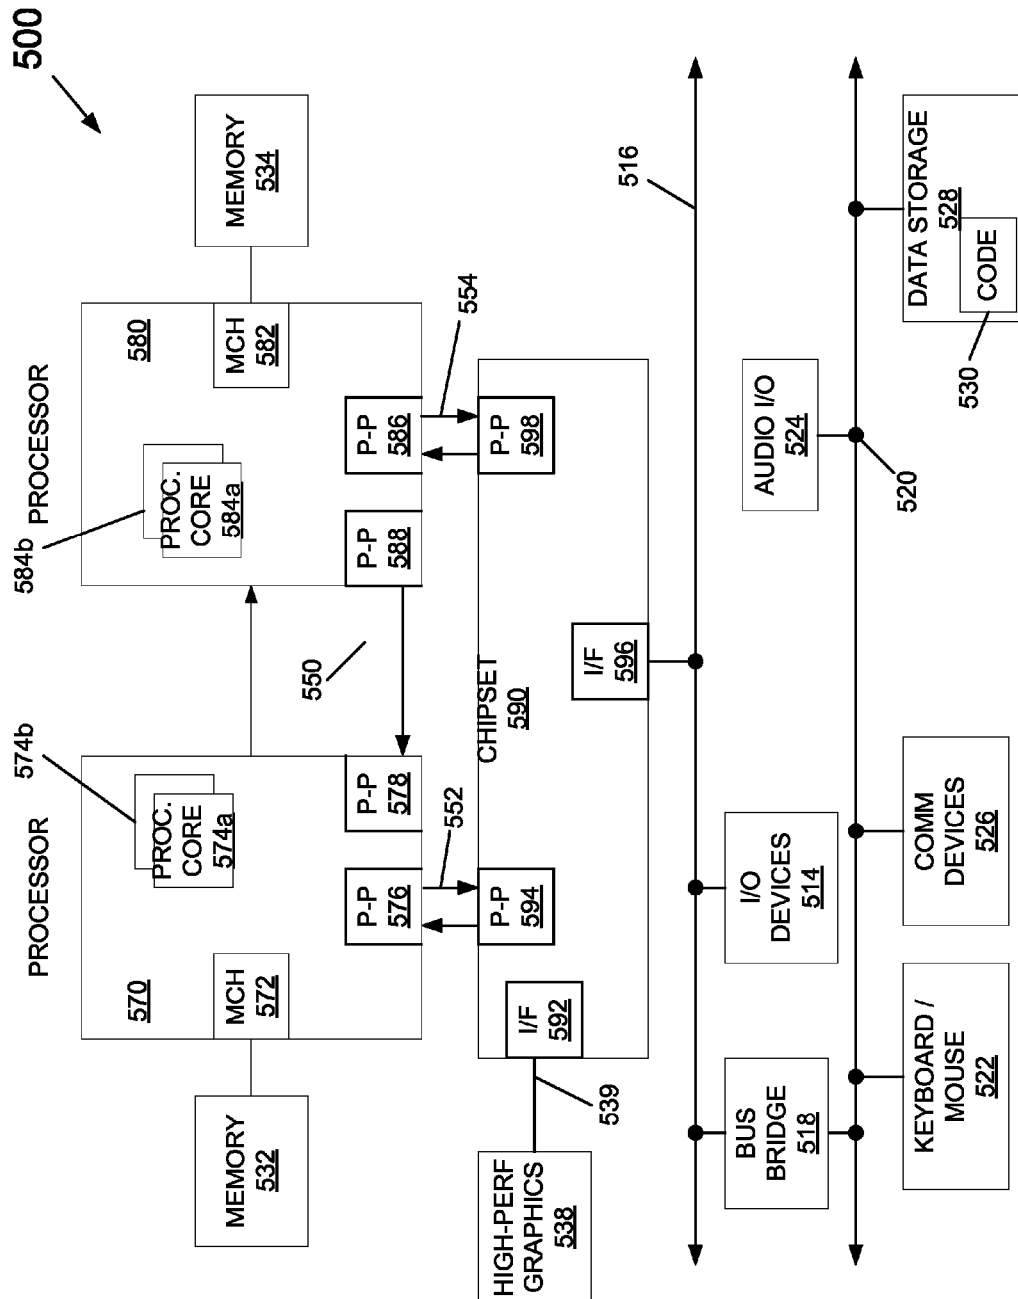 500
PROCESSOR
PROCESSOR
574b
584b
570
PROC.
CORE
574a
PROC.
CORE
584a
580
MEMORY
532
MCH
572
MCH
582
MEMORY
534
550
P-P
576
P-P
578
P-P
588
P-P
586
552
554
HIGH-PERF
GRAPHICS
538
539
I/F
592
P-P
594
CHIPSET
590
P-P
598
I/F
596
516
BUS
BRIDGE
518
I/O
DEVICES
514
AUDIO I/O
524
520
KEYBOARD /
MOUSE
522
COMM
DEVICES
526
DATA STORAGE
528
CODE
530